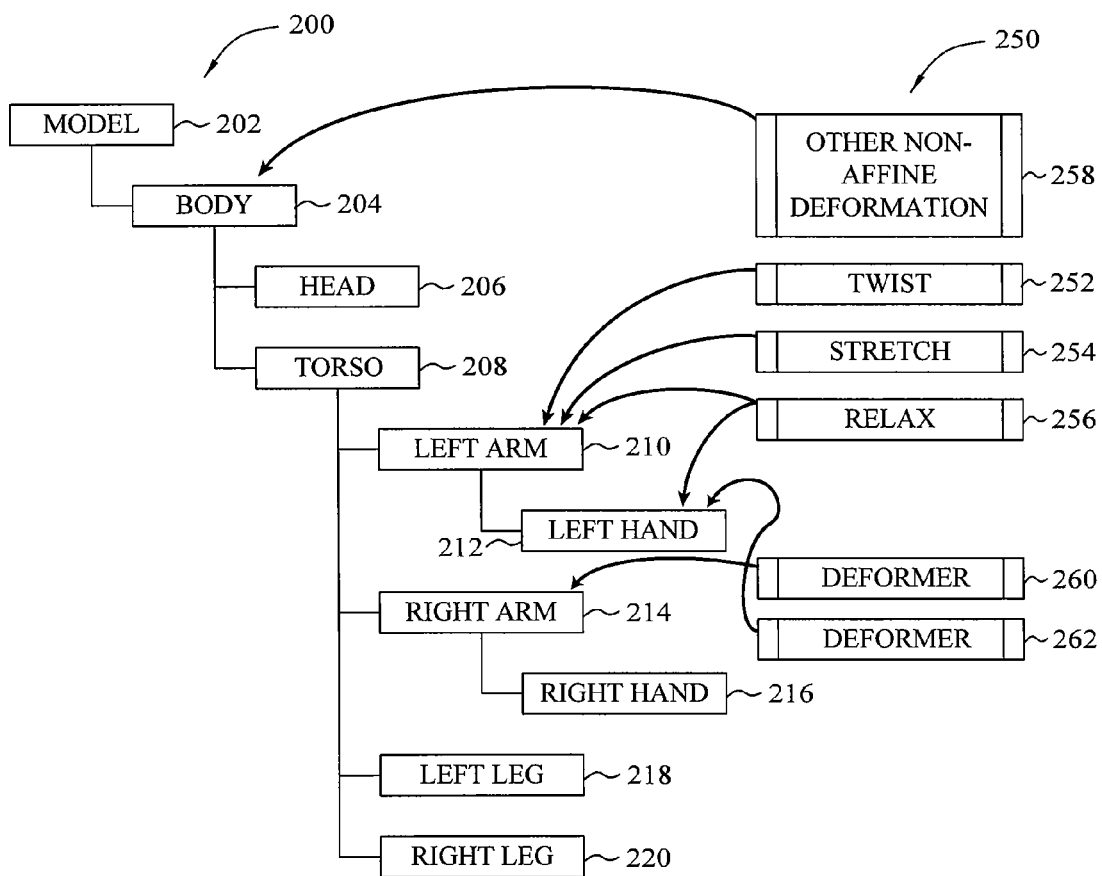 200
250
MODEL 202
OTHER NON-
AFFINE
DEFORMATION
258
BODY 204
HEAD 206
TWIST 252
TORSO 208
STRETCH 254
RELAX 256
LEFT ARM 210
LEFT HAND
212
DEFORMER 260
RIGHT ARM 214
DEFORMER 262
RIGHT HAND 216
LEFT LEG 218
RIGHT LEG 220